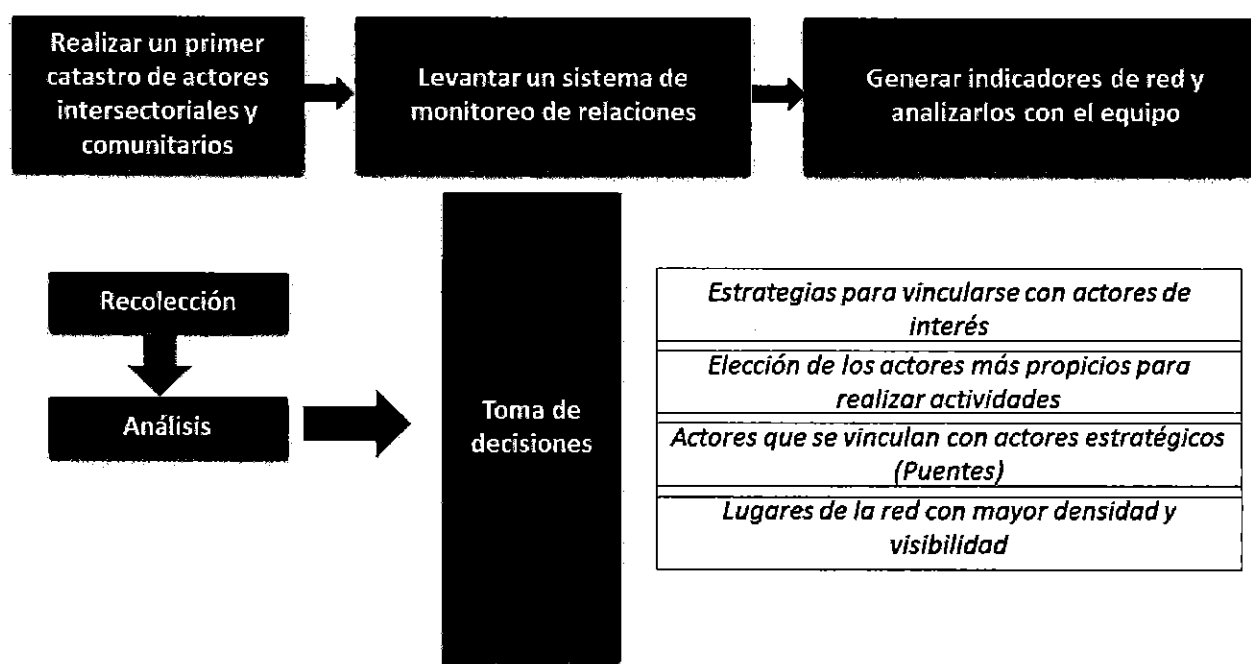 Realizar un primer
catastro de actores
intersectoriales y
comunitarios
Levantar un sistema de
monitoreo de relaciones
Generar indicadores de red y
analizarlos con el equipo
Recolección
Análisis
Toma de
decisiones
Estrategias para vincularse con actores de
interés
Elección de los actores más propicios para
realizar actividades
Actores que se vinculan con actores estratégicos
(Puentes)
Lugares de la red con mayor densidad y
visibilidad